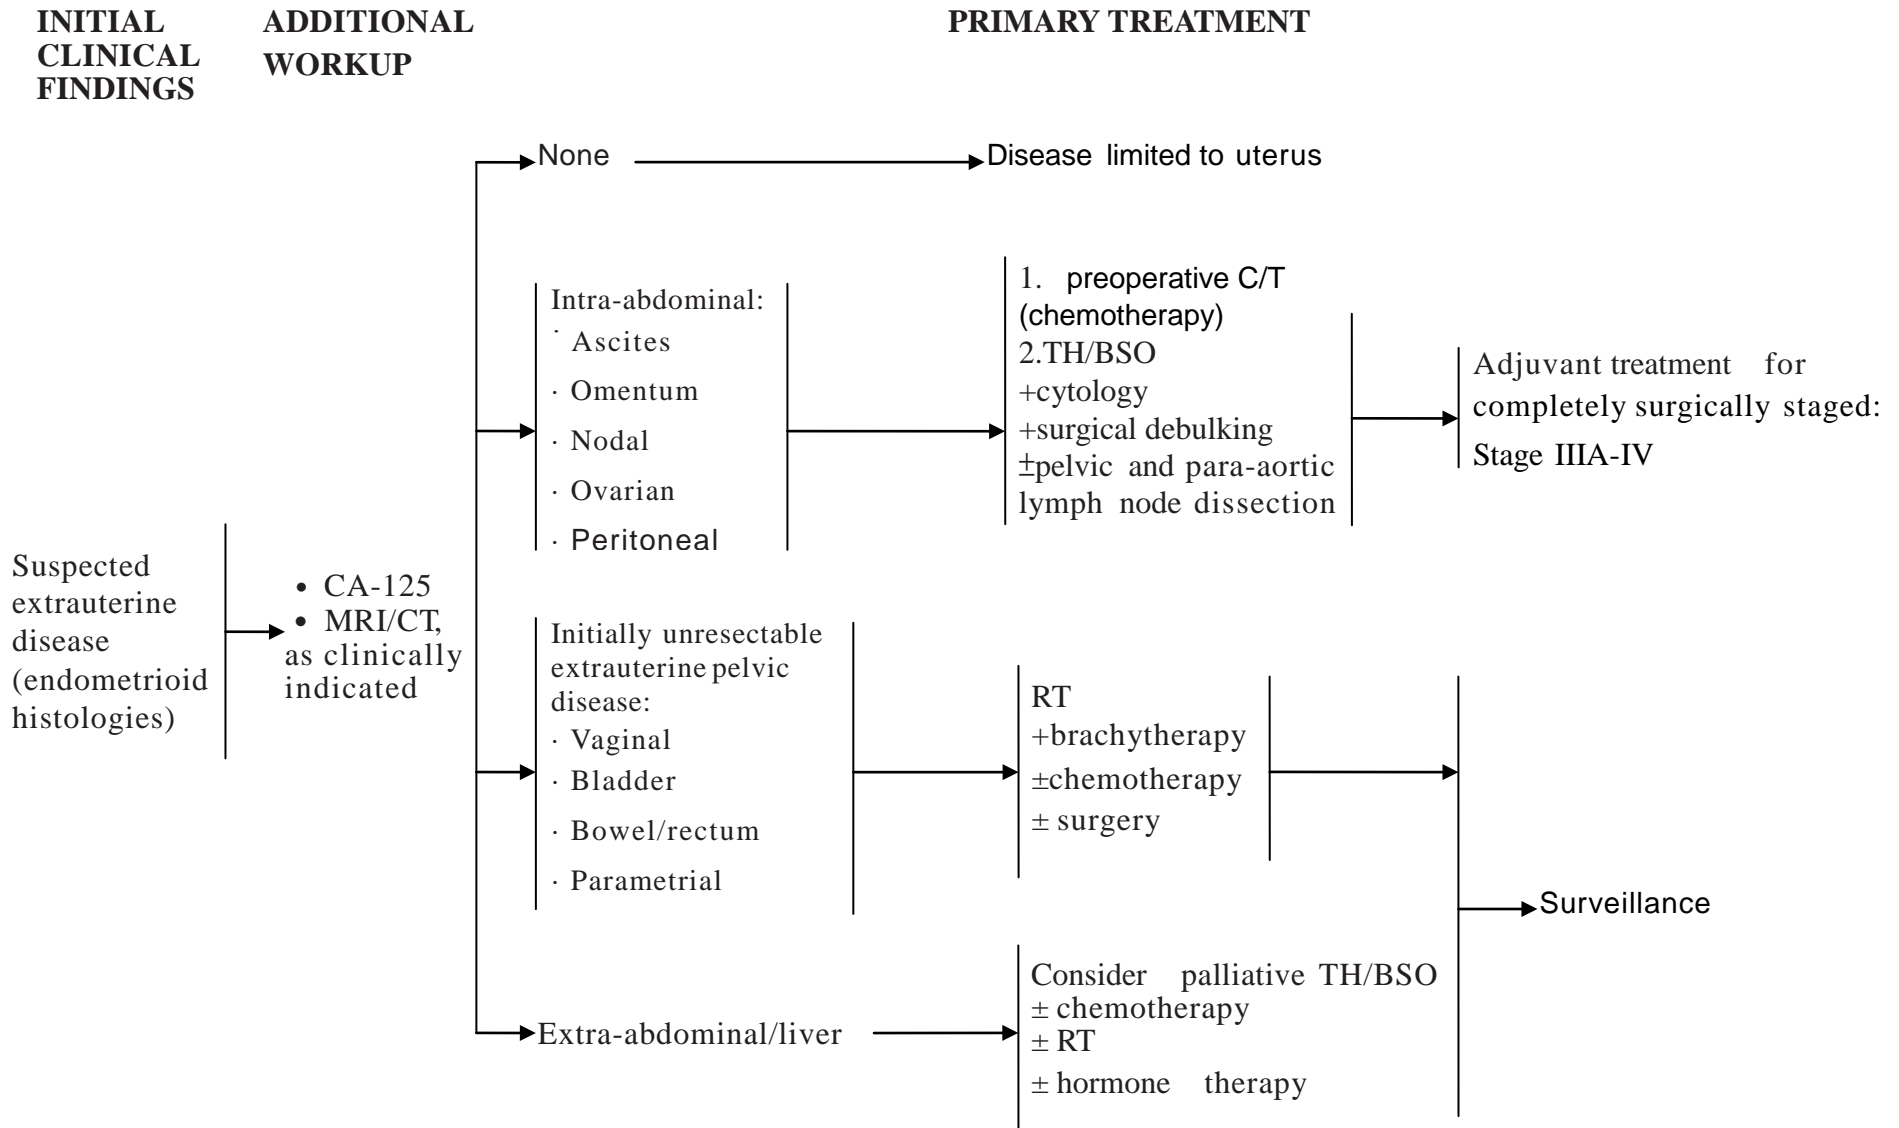 INITIAL
CLINICAL
FINDINGS
ADDITIONAL
WORKUP
PRIMARY TREATMENT
Suspected
extrauterine
disease
(endometrioid
histologies)
• CA-125
• MRI/CT,
as clinically
indicated
None
Disease limited to uterus
Intra-abdominal:
· Ascites
· Omentum
· Nodal
· Ovarian
· Peritoneal
1. preoperative C/T
(chemotherapy)
2.TH/BSO
+cytology
+surgical debulking
±pelvic and para-aortic
lymph node dissection
Adjuvant treatment for
completely surgically staged:
Stage IIIA-IV
Initially unresectable
extrauterine pelvic
disease:
· Vaginal
· Bladder
· Bowel/rectum
· Parametrial
RT
+brachytherapy
±chemotherapy
± surgery
Extra-abdominal/liver
Consider palliative TH/BSO
± chemotherapy
± RT
± hormone therapy
Surveillance